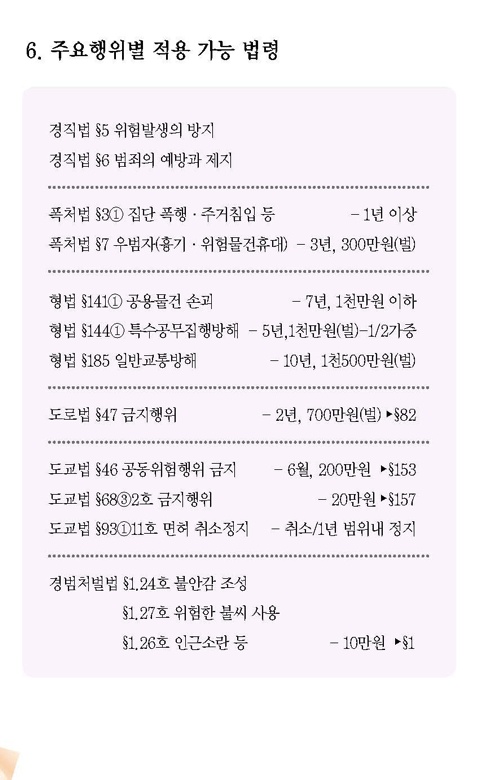 6. 주요행위별 적용 가능 법령
경직법 §5 위험발생의 방지
경직법 §6 범죄의 예방과 제지
폭처법 §3① 집단 폭행 · 주거침입 등 - 1년 이상
폭처법 §7 우범자(흉기 · 위험물건휴대) - 3년, 300만원(벌)
형법 §141① 공용물건 손괴 - 7년, 1천만원 이하
형법 §144① 특수공무집행방해 - 5년,1천만원(벌)-1/2가중
형법 §185 일반교통방해 - 10년, 1천500만원(벌)
도로법 §47 금지행위 - 2년, 700만원(벌) ▶§82
도교법 §46 공동위험행위 금지 - 6월, 200만원 ▶§153
도교법 §68③2호 금지행위 - 20만원 ▶§157
도교법 §93①11호 면허 취소정지 - 취소/1년 범위내 정지
경범처벌법 §1.24호 불안감 조성
§1.27호 위험한 불씨 사용
§1.26호 인근소란 등 - 10만원 ▶§1